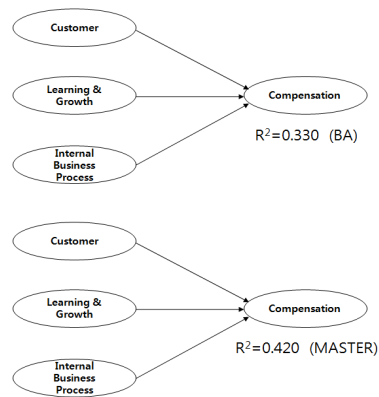 Customer
Learning &
Growth
Compensation
R²=0.330 (BA)
Internal
Business
Process
Customer
Learning &
Growth
Compensation
R²=0.420 (MASTER)
Internal
Business
Process